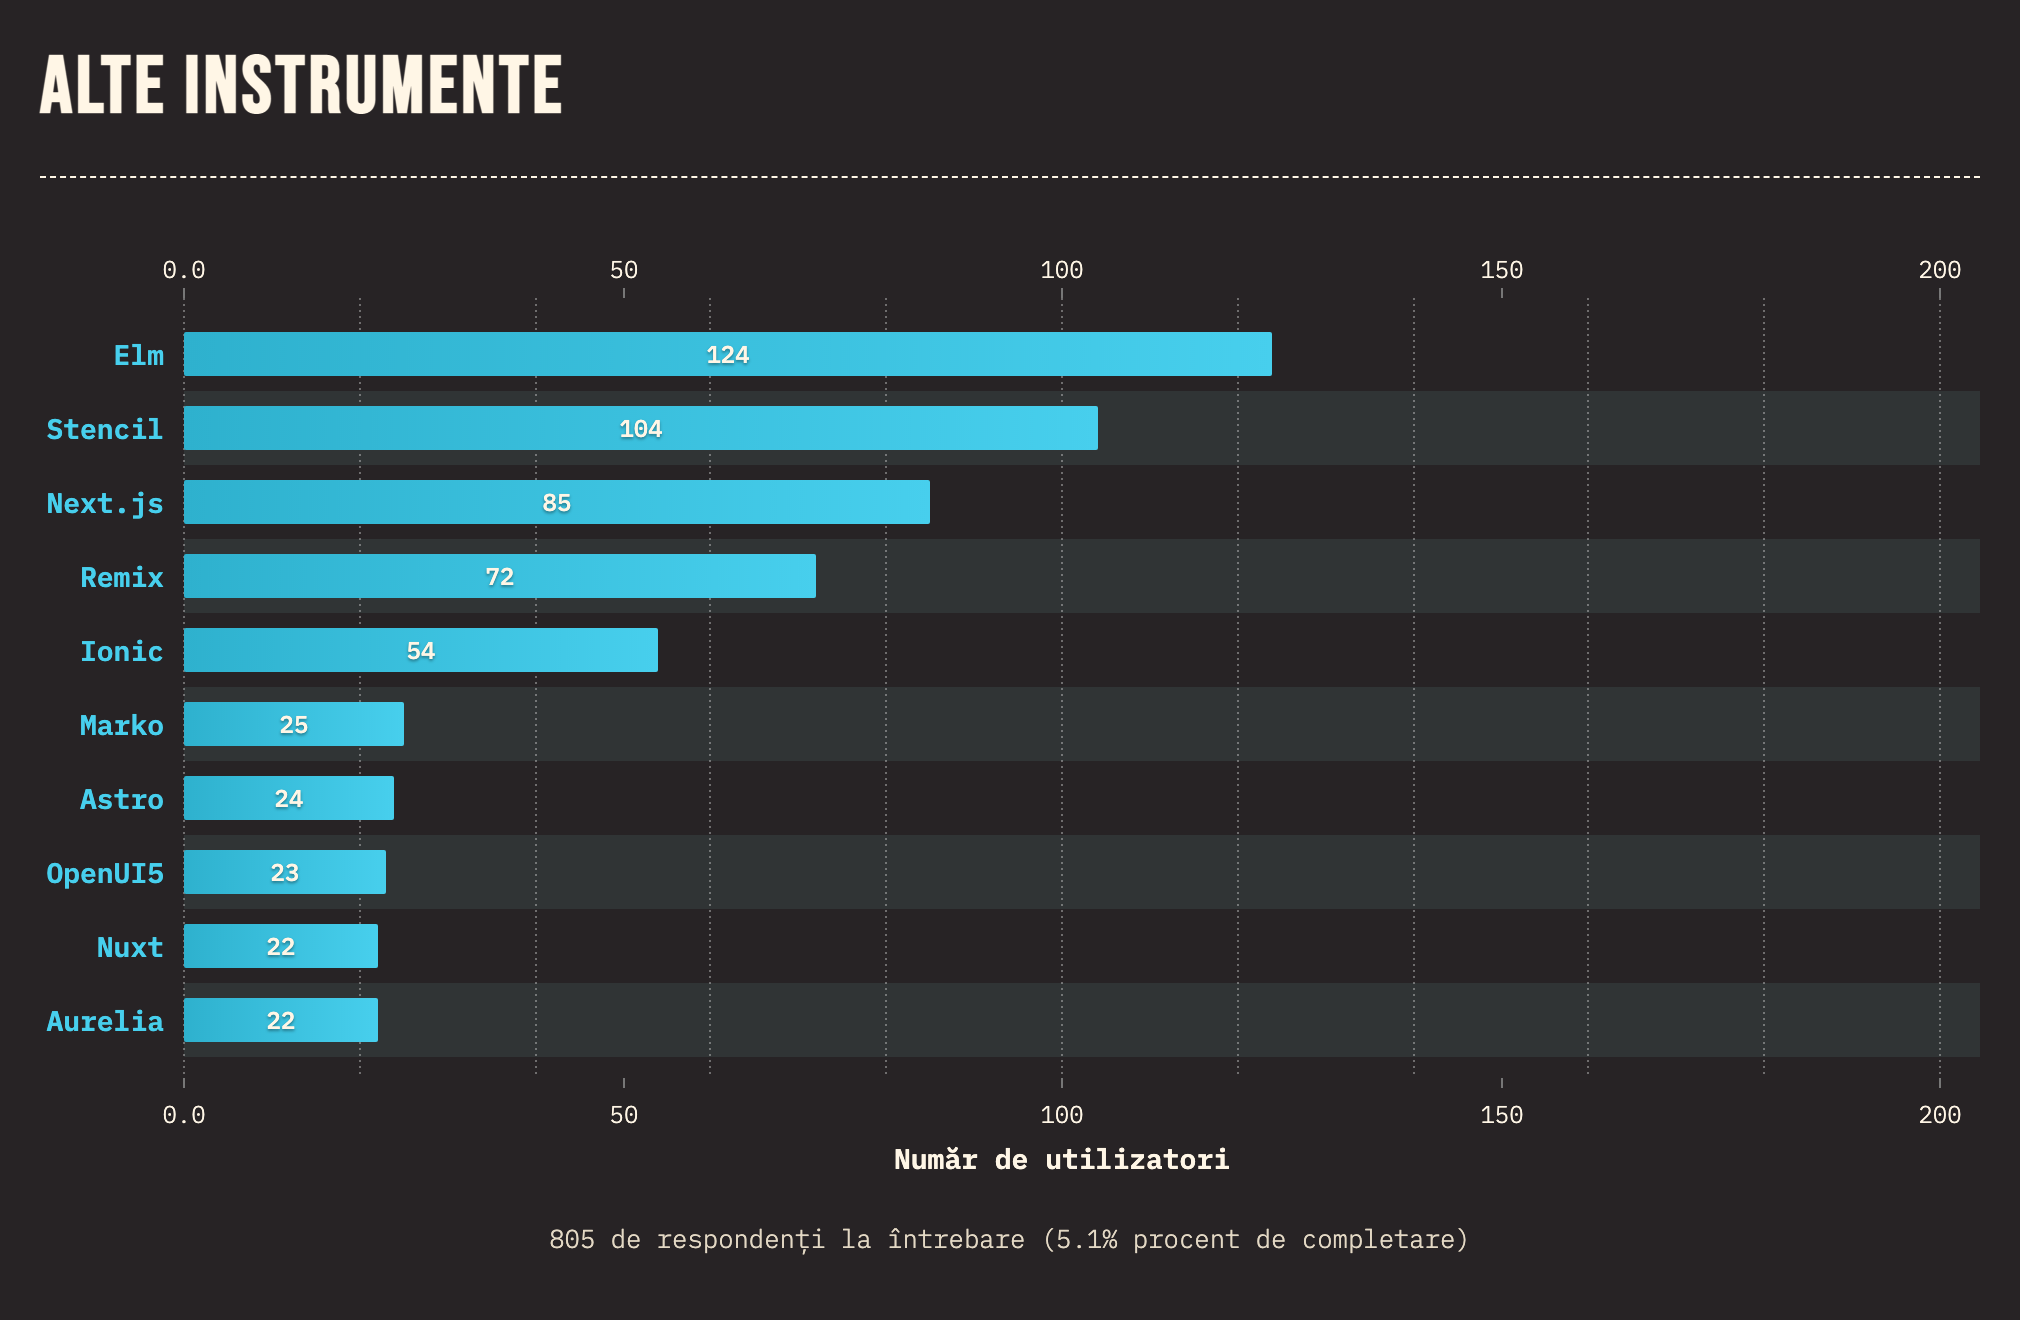 ALTE INSTRUMENTE
0.0 50 100 150 200
Elm 124
Stencil 104
Next.js 85
Remix 72
Ionic 54
Marko 25
Astro 24
OpenUI5 23
Nuxt 22
Aurelia 22
0.0 50 100 150 200
Număr de utilizatori
805 de respondenți la întrebare (5.1% procent de completare)